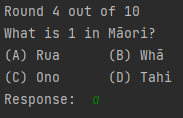 Round 4 out of 10
What is 1 in Māori?
(A) Rua (B) Whā
(C) Ono (D) Tahi
Response: a